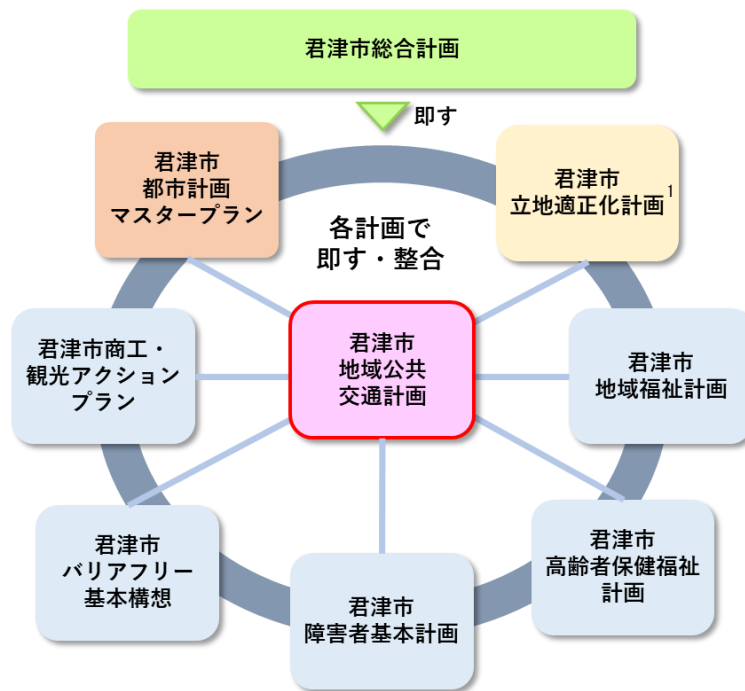 君津市総合計画
即す
君津市
都市計画
マスタープラン
君津市
立地適正化計画1
各計画で
即す・整合
君津市商工・
観光アクション
プラン
君津市
地域公共
交通計画
君津市
地域福祉計画
君津市
バリアフリー
基本構想
君津市
障害者基本計画
君津市
高齢者保健福祉
計画